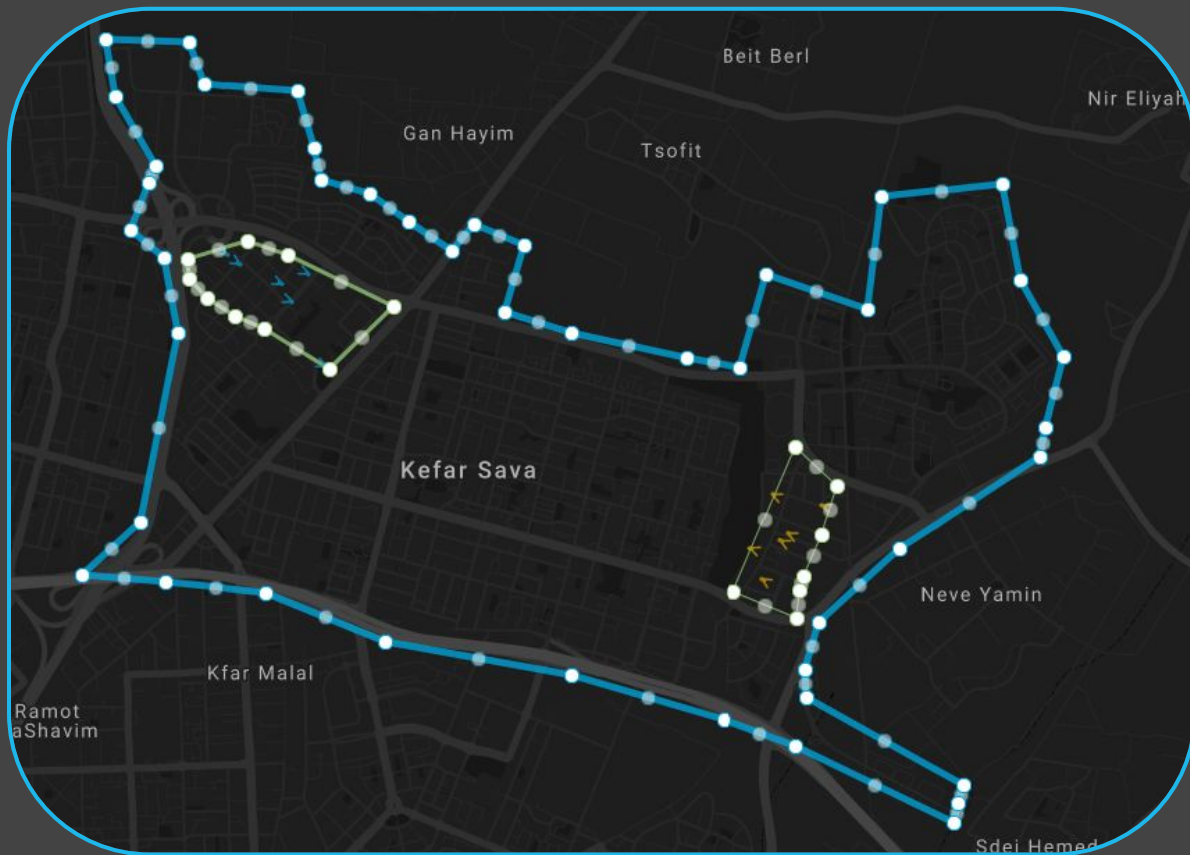 Beit Berl
Nir Eliyah
Gan Hayim
Tsofit
Kefar Sava
Neve Yamin
Kfar Malal
Ramot
aShavim
Sdei Hemed